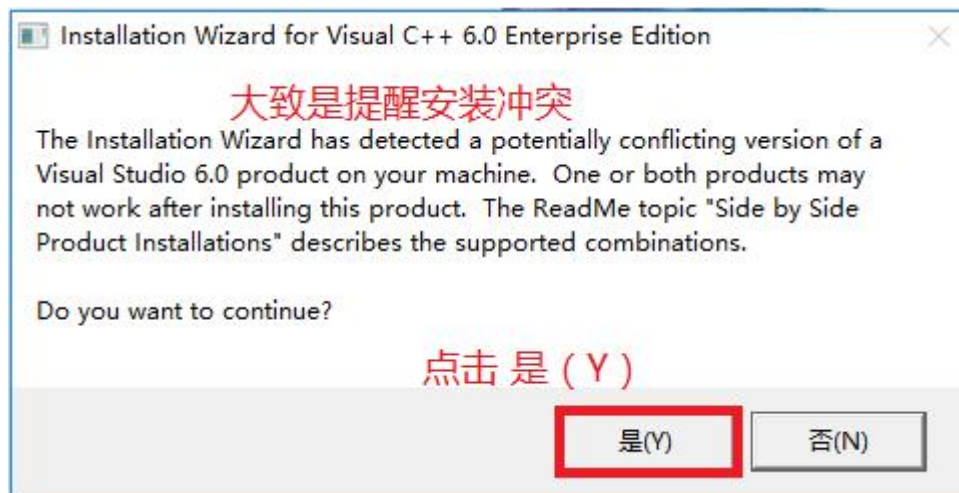 Installation Wizard for Visual C++ 6.0 Enterprise Edition
大致是提醒安装冲突
The Installation Wizard has detected a potentially conflicting version of a
Visual Studio 6.0 product on your machine.  One or both products may
not work after installing this product.  The ReadMe topic "Side by Side
Product Installations" describes the supported combinations.
Do you want to continue?
点击 是（Y）
是(Y) 否(N)